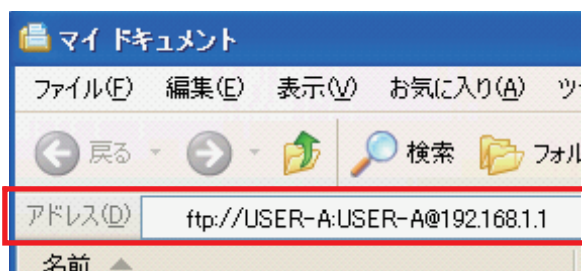 マイ ドキュメント
ファイル(F) 編集(E) 表示(V) お気に入り(A)
戻る 検索
アドレス(D) ftp://USER-A:USER-A@192.168.1.1
名前